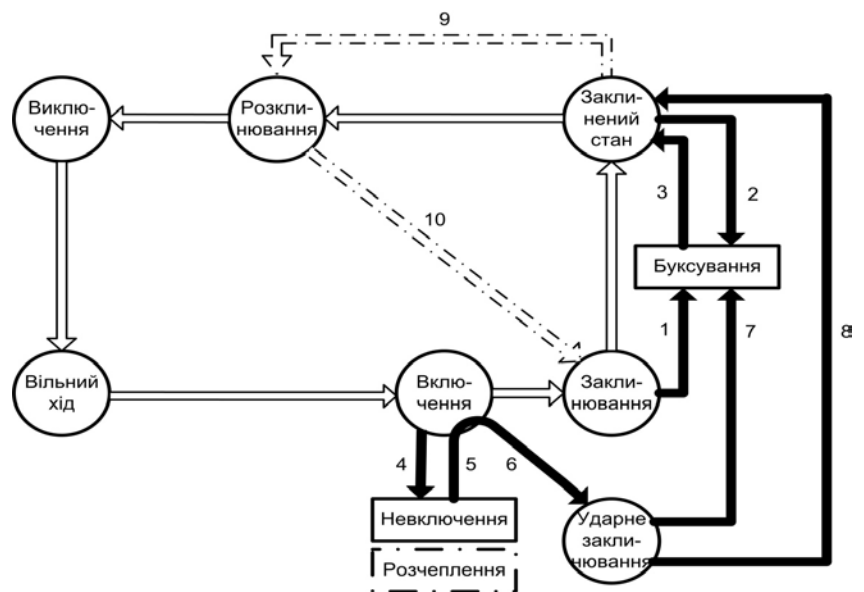 9
Виклю-
чення
Розкли-
нювання
Закли-
нений
стан
10
3
2
Буксування
1
7
8
Вільний
хід
Вклю-
чення
Закли-
нювання
4
5
6
Невключення
Ударне
закли-
нювання
Розчеплення